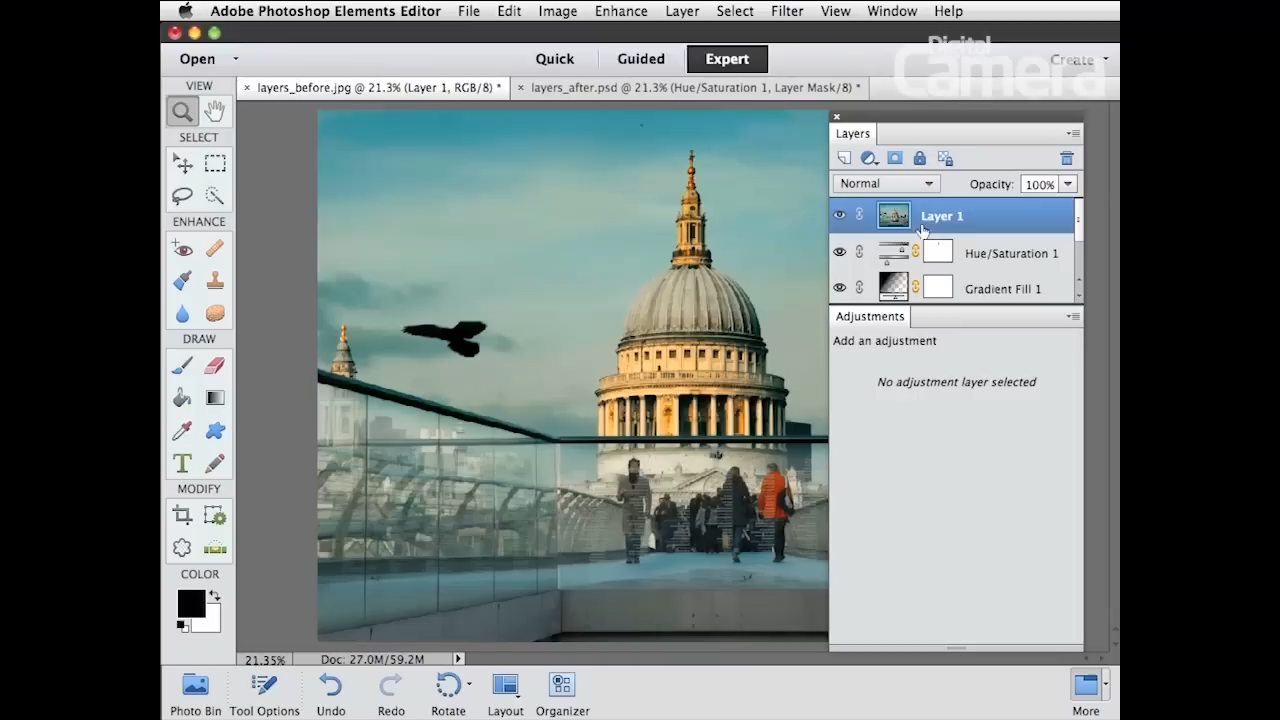 Adobe Photoshop Elements Editor File Edit Image Enhance Layer Select Filter View Window Help
Digital
Camera
Open Quick Guided Expert Create
VIEW
× layers_before.jpg @ 21.3% (Layer 1, RGB/8) * × layers_after.psd @ 21.3% (Hue/Saturation 1, Layer Mask/8) *
SELECT
Layers
Normal Opacity: 100%
Layer 1
ENHANCE
Hue/Saturation 1
Gradient Fill 1
Adjustments
DRAW
Add an adjustment
No adjustment layer selected
T
MODIFY
COLOR
21.35% Doc: 27.0M/59.2M
Photo Bin Tool Options Undo Redo Rotate Layout Organizer More